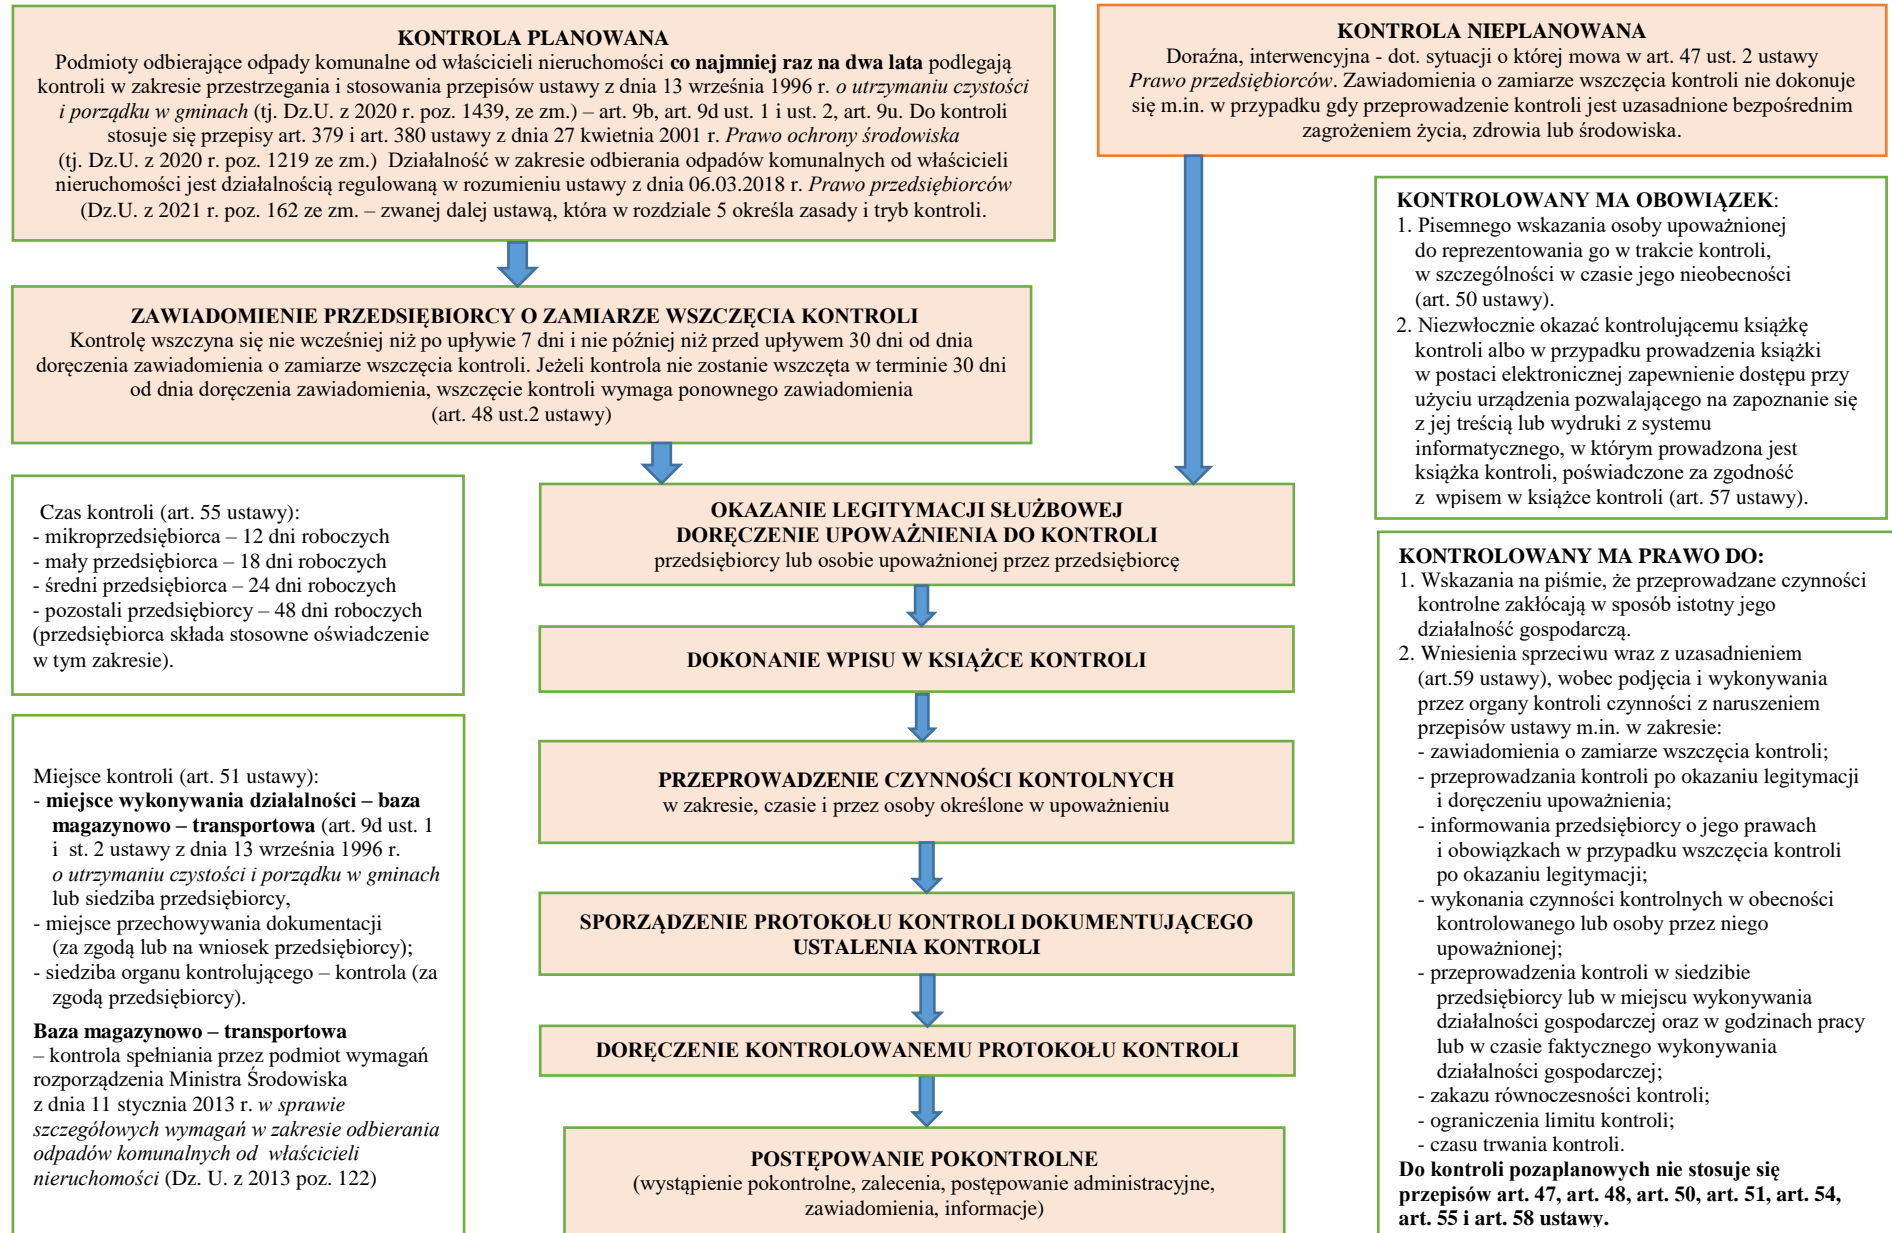 KONTROLA PLANOWANA
Podmioty odbierające odpady komunalne od właścicieli nieruchomości co najmniej raz na dwa lata podlegają
kontroli w zakresie przestrzegania i stosowania przepisów ustawy z dnia 13 września 1996 r. o utrzymaniu czystości
i porządku w gminach (tj. Dz.U. z 2020 r. poz. 1439, ze zm.) – art. 9b, art. 9d ust. 1 i ust. 2, art. 9u. Do kontroli
stosuje się przepisy art. 379 i art. 380 ustawy z dnia 27 kwietnia 2001 r. Prawo ochrony środowiska
(tj. Dz.U. z 2020 r. poz. 1219 ze zm.) Działalność w zakresie odbierania odpadów komunalnych od właścicieli
nieruchomości jest działalnością regulowaną w rozumieniu ustawy z dnia 06.03.2018 r. Prawo przedsiębiorców
(Dz.U. z 2021 r. poz. 162 ze zm. – zwanej dalej ustawą, która w rozdziale 5 określa zasady i tryb kontroli.
KONTROLA NIEPLANOWANA
Doraźna, interwencyjna - dot. sytuacji o której mowa w art. 47 ust. 2 ustawy
Prawo przedsiębiorców. Zawiadomienia o zamiarze wszczęcia kontroli nie dokonuje
się m.in. w przypadku gdy przeprowadzenie kontroli jest uzasadnione bezpośrednim
zagrożeniem życia, zdrowia lub środowiska.
ZAWIADOMIENIE PRZEDSIĘBIORCY O ZAMIARZE WSZCZĘCIA KONTROLI
Kontrolę wszczyna się nie wcześniej niż po upływie 7 dni i nie później niż przed upływem 30 dni od dnia
doręczenia zawiadomienia o zamiarze wszczęcia kontroli. Jeżeli kontrola nie zostanie wszczęta w terminie 30 dni
od dnia doręczenia zawiadomienia, wszczęcie kontroli wymaga ponownego zawiadomienia
(art. 48 ust.2 ustawy)
Czas kontroli (art. 55 ustawy):
- mikroprzedsiębiorca – 12 dni roboczych
- mały przedsiębiorca – 18 dni roboczych
- średni przedsiębiorca – 24 dni roboczych
- pozostali przedsiębiorcy – 48 dni roboczych
(przedsiębiorca składa stosowne oświadczenie
w tym zakresie).
Miejsce kontroli (art. 51 ustawy):
- miejsce wykonywania działalności – baza
magazynowo – transportowa (art. 9d ust. 1
i st. 2 ustawy z dnia 13 września 1996 r.
o utrzymaniu czystości i porządku w gminach
lub siedziba przedsiębiorcy,
- miejsce przechowywania dokumentacji
(za zgodą lub na wniosek przedsiębiorcy);
- siedziba organu kontrolującego – kontrola (za
zgodą przedsiębiorcy).
Baza magazynowo – transportowa
– kontrola spełniania przez podmiot wymagań
rozporządzenia Ministra Środowiska
z dnia 11 stycznia 2013 r. w sprawie
szczegółowych wymagań w zakresie odbierania
odpadów komunalnych od właścicieli
nieruchomości (Dz. U. z 2013 poz. 122)
OKAZANIE LEGITYMACJI SŁUŻBOWEJ
DORĘCZENIE UPOWAŻNIENIA DO KONTROLI
przedsiębiorcy lub osobie upoważnionej przez przedsiębiorcę
DOKONANIE WPISU W KSIĄŻCE KONTROLI
PRZEPROWADZENIE CZYNNOŚCI KONTOLNYCH
w zakresie, czasie i przez osoby określone w upoważnieniu
SPORZĄDZENIE PROTOKOŁU KONTROLI DOKUMENTUJĄCEGO
USTALENIA KONTROLI
DORĘCZENIE KONTROLOWANEMU PROTOKOŁU KONTROLI
POSTĘPOWANIE POKONTROLNE
(wystąpienie pokontrolne, zalecenia, postępowanie administracyjne,
zawiadomienia, informacje)
KONTROLOWANY MA OBOWIĄZEK:
1. Pisemnego wskazania osoby upoważnionej
do reprezentowania go w trakcie kontroli,
w szczególności w czasie jego nieobecności
(art. 50 ustawy).
2. Niezwłocznie okazać kontrolującemu książkę
kontroli albo w przypadku prowadzenia książki
w postaci elektronicznej zapewnienie dostępu przy
użyciu urządzenia pozwalającego na zapoznanie się
z jej treścią lub wydruki z systemu
informatycznego, w którym prowadzona jest
książka kontroli, poświadczone za zgodność
z wpisem w książce kontroli (art. 57 ustawy).
KONTROLOWANY MA PRAWO DO:
1. Wskazania na piśmie, że przeprowadzane czynności
kontrolne zakłócają w sposób istotny jego
działalność gospodarczą.
2. Wniesienia sprzeciwu wraz z uzasadnieniem
(art.59 ustawy), wobec podjęcia i wykonywania
przez organy kontroli czynności z naruszeniem
przepisów ustawy m.in. w zakresie:
- zawiadomienia o zamiarze wszczęcia kontroli;
- przeprowadzania kontroli po okazaniu legitymacji
i doręczeniu upoważnienia;
- informowania przedsiębiorcy o jego prawach
i obowiązkach w przypadku wszczęcia kontroli
po okazaniu legitymacji;
- wykonania czynności kontrolnych w obecności
kontrolowanego lub osoby przez niego
upoważnionej;
- przeprowadzenia kontroli w siedzibie
przedsiębiorcy lub w miejscu wykonywania
działalności gospodarczej oraz w godzinach pracy
lub w czasie faktycznego wykonywania
działalności gospodarczej;
- zakazu równoczesności kontroli;
- ograniczenia limitu kontroli;
- czasu trwania kontroli.
Do kontroli pozaplanowych nie stosuje się
przepisów art. 47, art. 48, art. 50, art. 51, art. 54,
art. 55 i art. 58 ustawy.